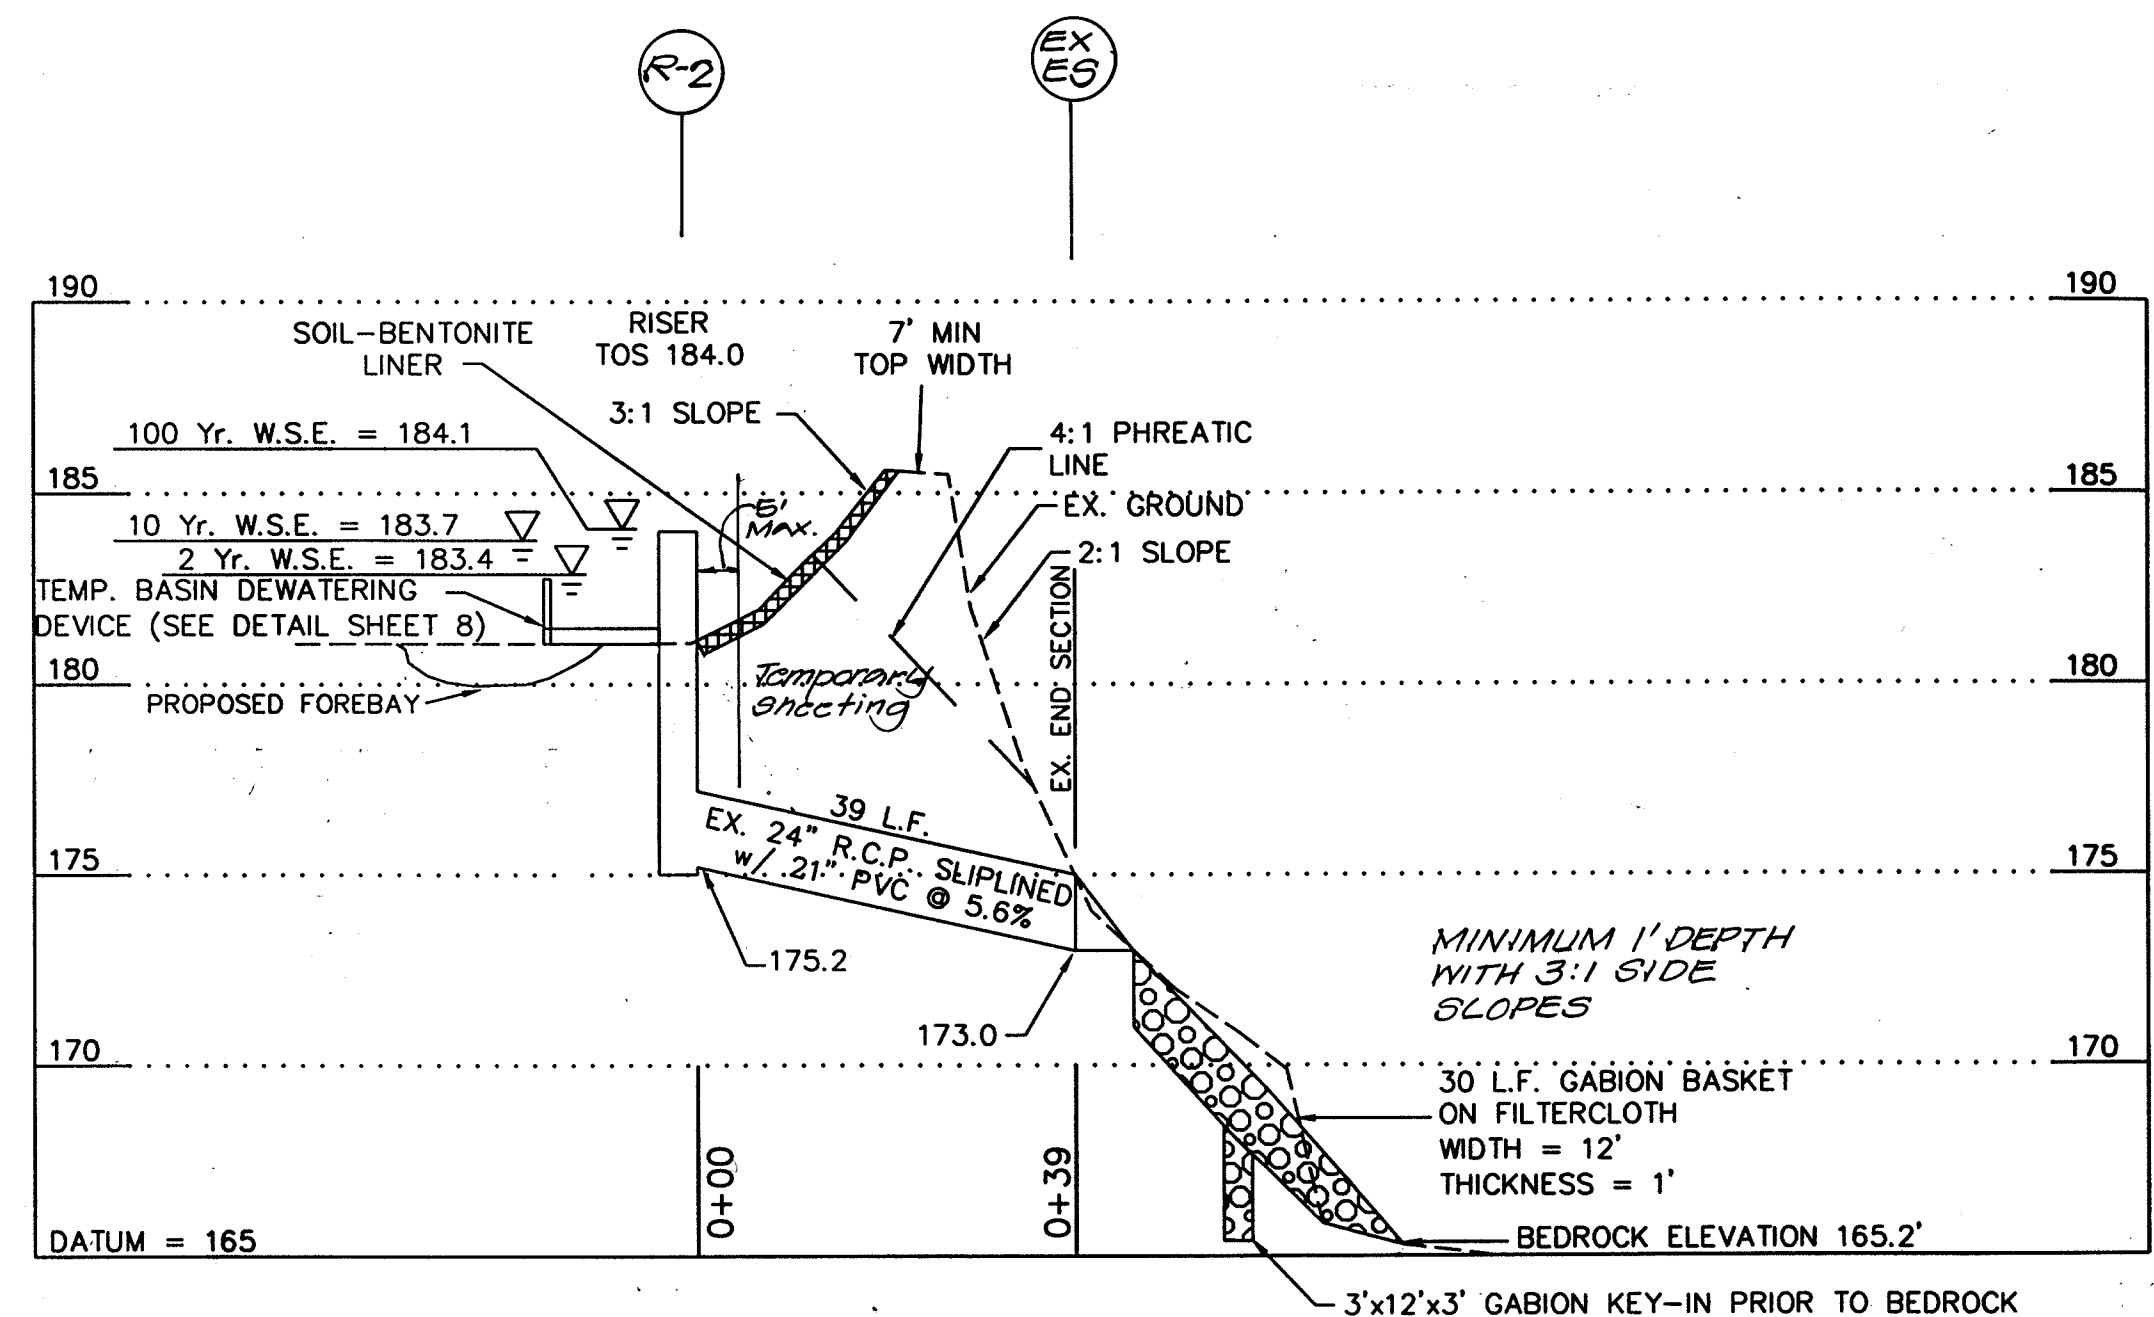 R-2
EX
ES
190
190
SOIL-BENTONITE
LINER
RISER
TOS 184.0
7' MIN
TOP WIDTH
3:1 SLOPE
100 Yr. W.S.E. = 184.1
4:1 PHREATIC
LINE
185
185
5'
MAX.
EX. GROUND
10 Yr. W.S.E. = 183.7
2:1 SLOPE
2 Yr. W.S.E. = 183.4
TEMP. BASIN DEWATERING
DEVICE (SEE DETAIL SHEET 8)
EX. END SECTION
180
180
Temporary
Sheeting
PROPOSED FOREBAY
39 L.F.
EX. 24" R.C.P. SLIPLINED
w/ 21" PVC @ 5.6%
175
175
175.2
MINIMUM 1' DEPTH
WITH 3:1 SIDE
SLOPES
173.0
170
170
30 L.F. GABION BASKET
ON FILTERCLOTH
WIDTH = 12'
THICKNESS = 1'
0+00
0+39
DATUM = 165
BEDROCK ELEVATION 165.2'
3'x12'x3' GABION KEY-IN PRIOR TO BEDROCK